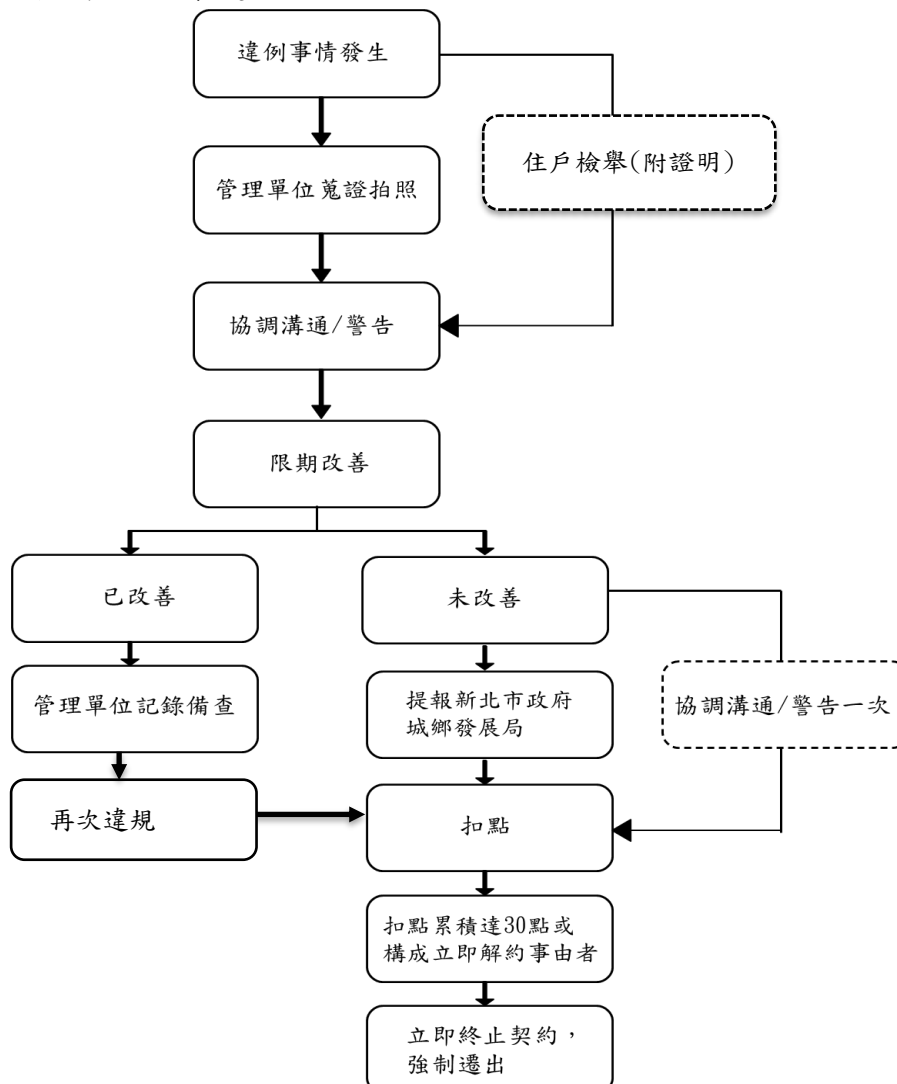 違例事情發生
住戶檢舉(附證明)
管理單位蒐證拍照
協調溝通/警告
限期改善
已改善
未改善
管理單位記錄備查
提報新北市政府
城鄉發展局
協調溝通/警告一次
再次違規
扣點
扣點累積達30點或
構成立即解約事由者
立即終止契約，
強制遷出